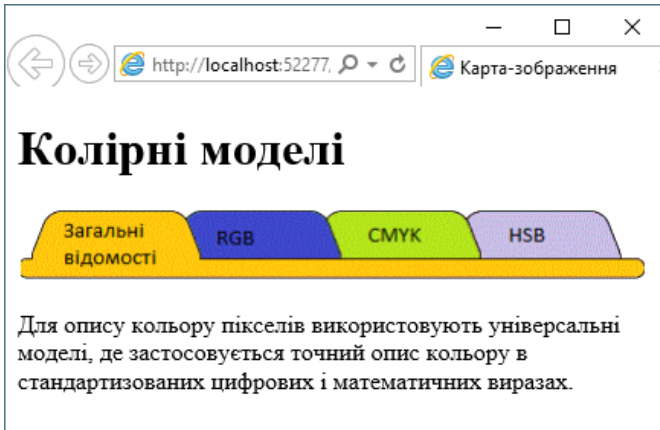 http://localhost:52277,
Карта-зображення
Колірні моделі
Загальні
відомості
RGB
CMYK
HSB
Для опису кольору пікселів використовують універсальні
моделі, де застосовується точний опис кольору в
стандартизованих цифрових і математичних виразах.